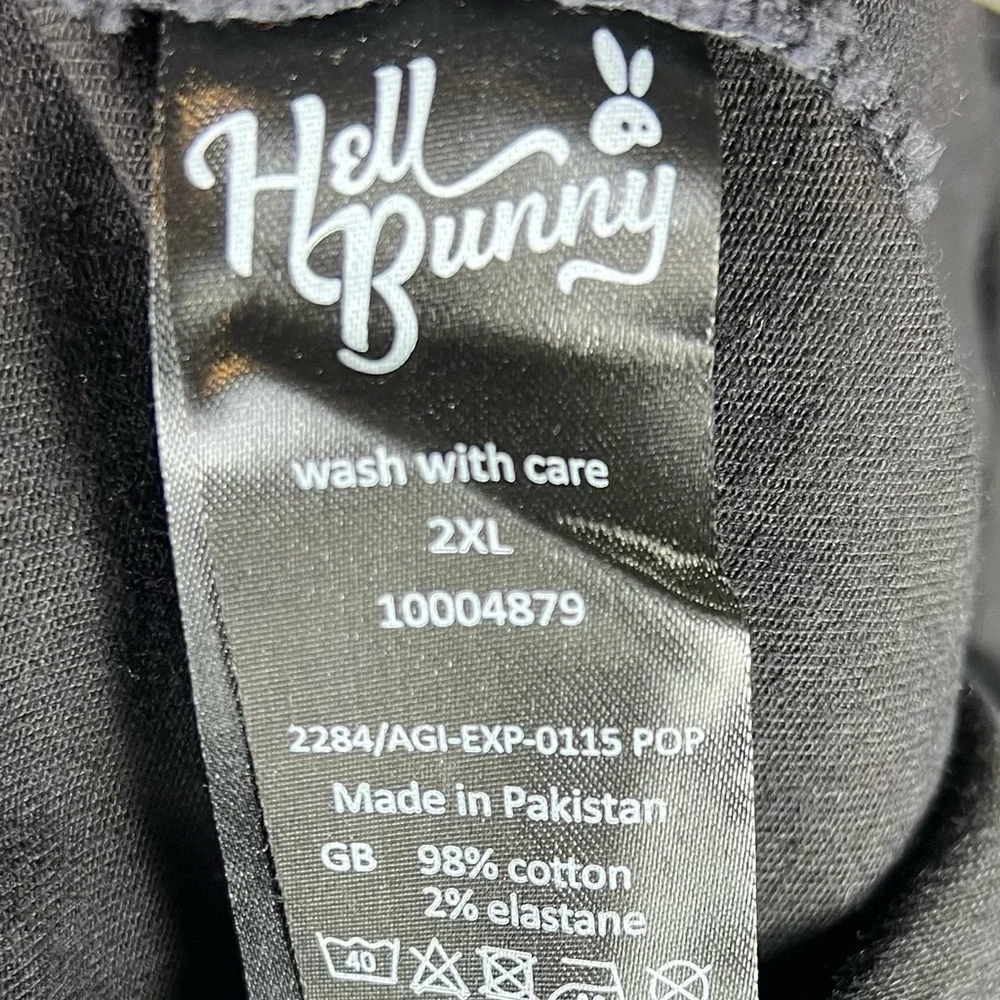 Hell
Bunny
wash with care
2XL
10004879
2284/AGI-EXP-0115 POP
Made in Pakistan
GB 98% cotton
2% elastane
40